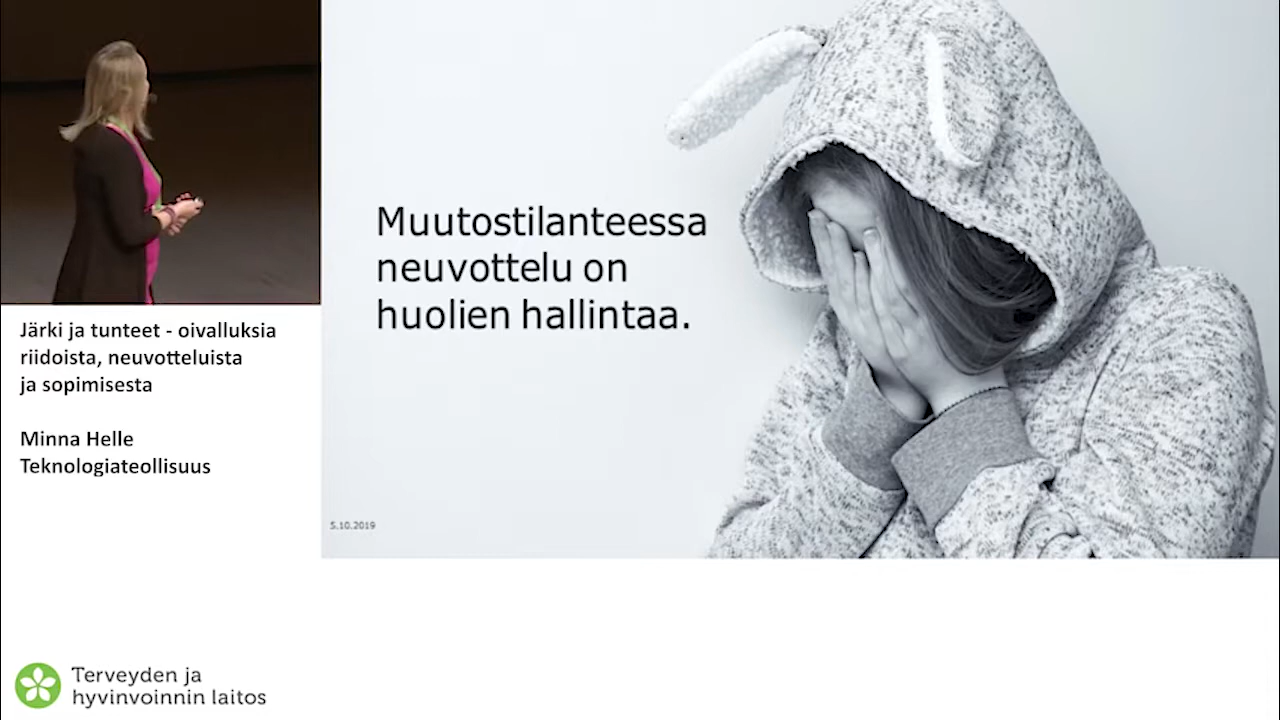 Muutostilanteessa
neuvottelu on
huolien hallintaa.
5.10.2019
Järki ja tunteet - oivalluksia
riidoista, neuvotteluista
ja sopimisesta
Minna Helle
Teknologiateollisuus
Terveyden ja
hyvinvoinnin laitos